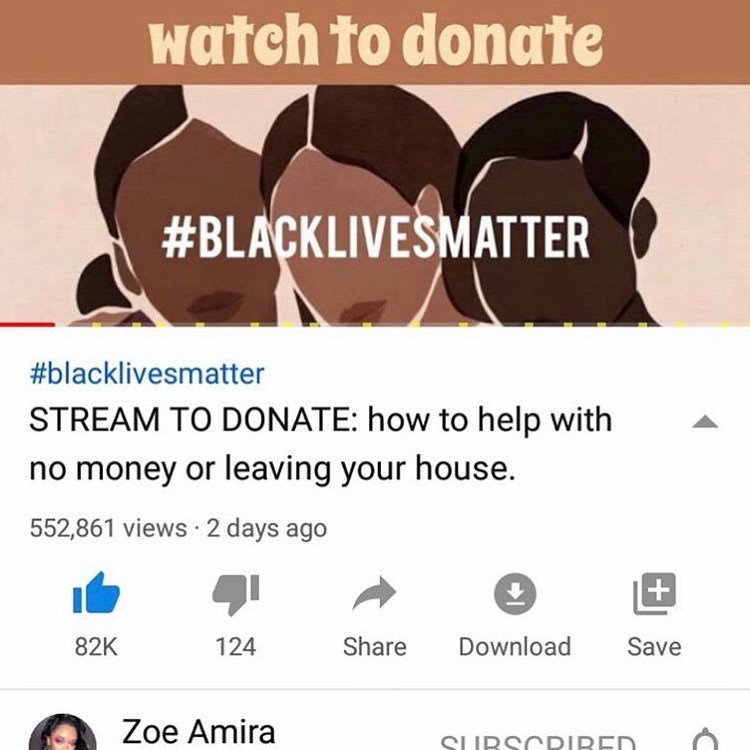 watch to donate
#BLACKLIVESMATTER
#blacklivesmatter
STREAM TO DONATE: how to help with
no money or leaving your house.
552,861 views · 2 days ago
82K 124 Share Download Save
Zoe Amira
SUBSCRIBED